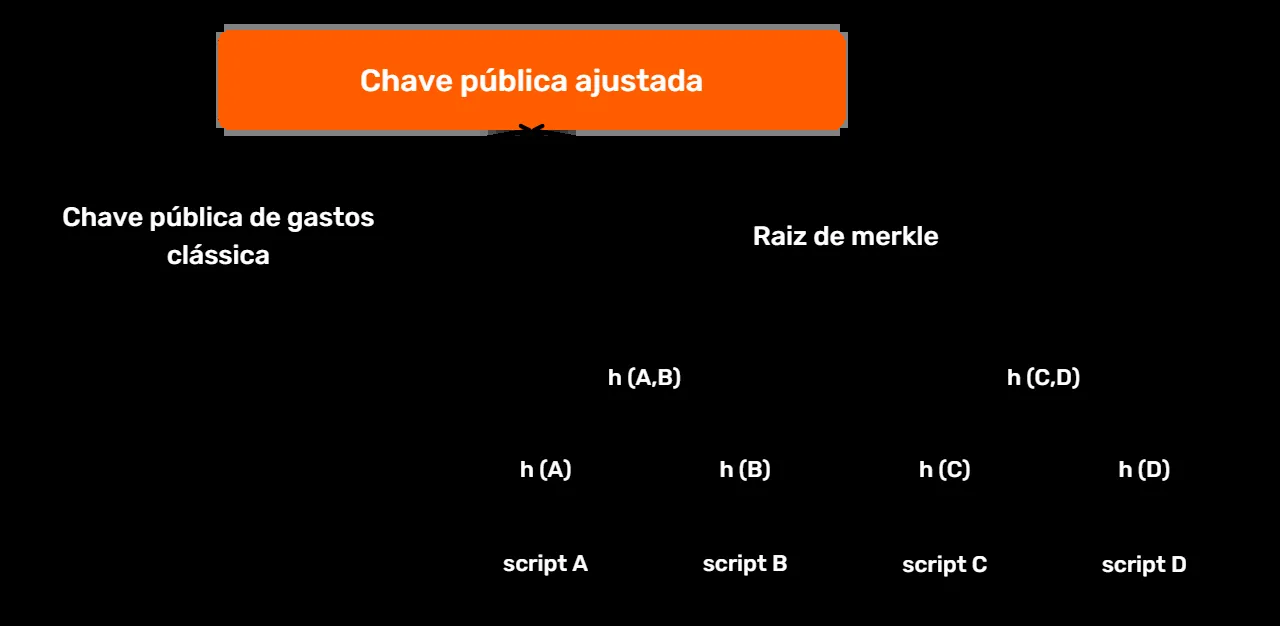 Chave pública ajustada
Chave pública de gastos
clássica
Raiz de merkle
h (A,B)
h (C,D)
h (A)
h (B)
h (C)
h (D)
script A
script B
script C
script D